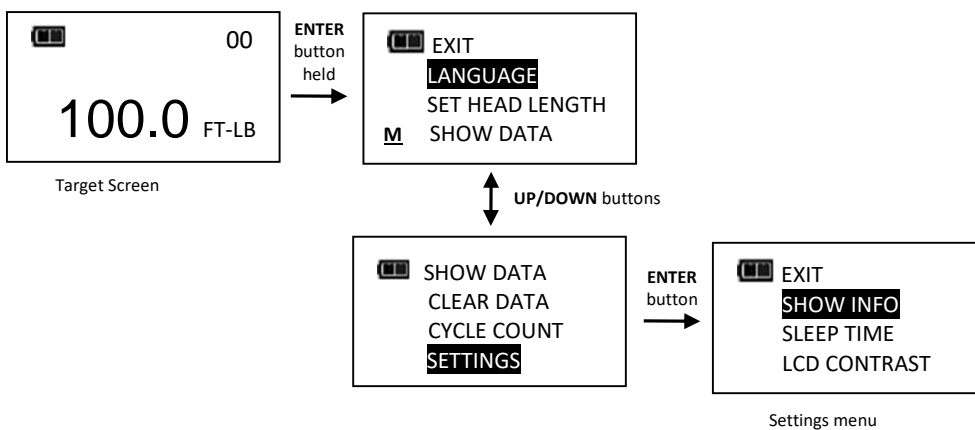 00
100.0 FT-LB
Target Screen
ENTER
button
held
EXIT
LANGUAGE
SET HEAD LENGTH
M SHOW DATA
UP/DOWN buttons
SHOW DATA
CLEAR DATA
CYCLE COUNT
SETTINGS
ENTER
button
EXIT
SHOW INFO
SLEEP TIME
LCD CONTRAST
Settings menu